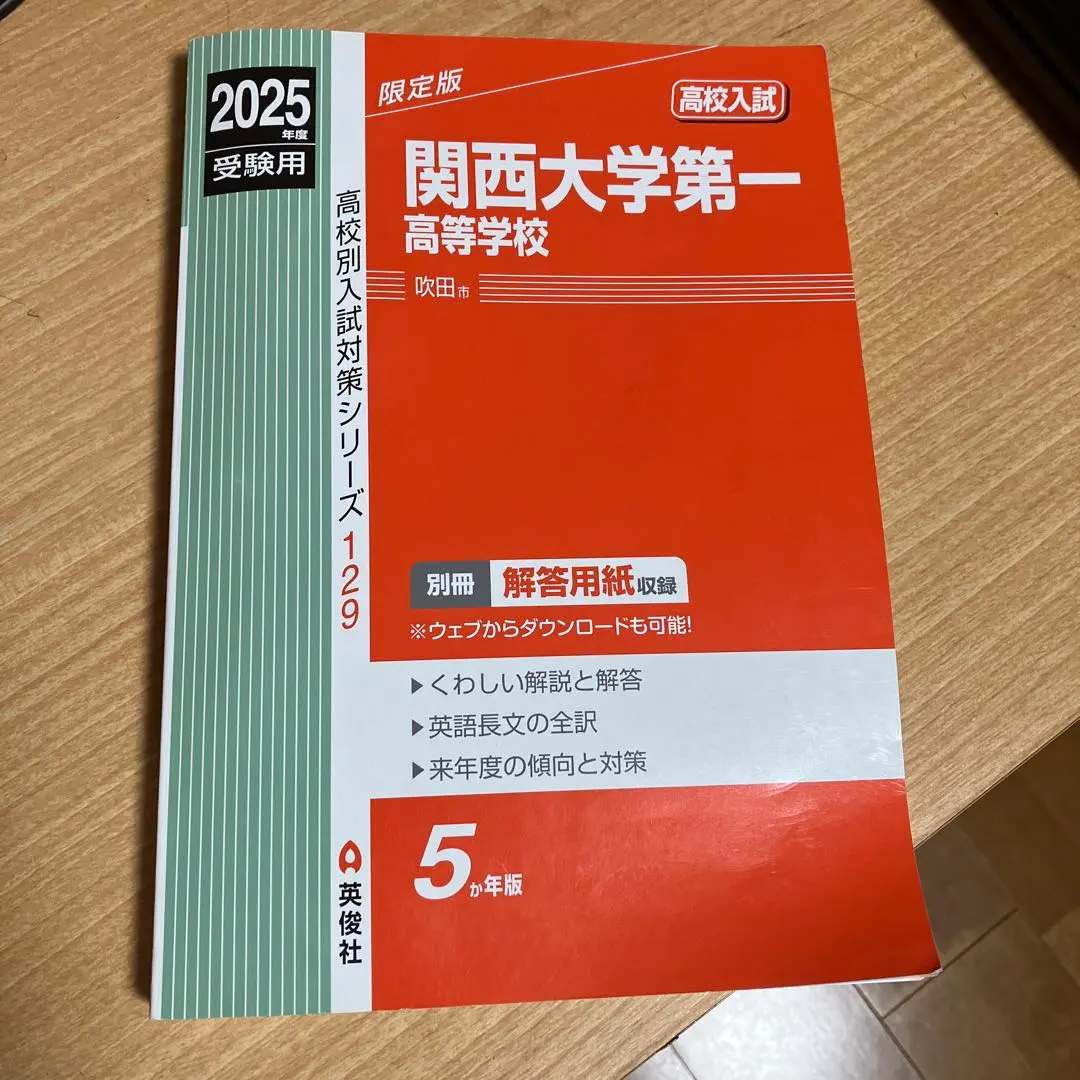 2025
年度
受験用
高校別入試対策シリーズ129
英俊社
限定版
高校入試
関西大学第一
高等学校
吹田市
別冊 解答用紙収録
※ウェブからダウンロードも可能!
▶くわしい解説と解答
▶英語長文の全訳
▶来年度の傾向と対策
5か年版